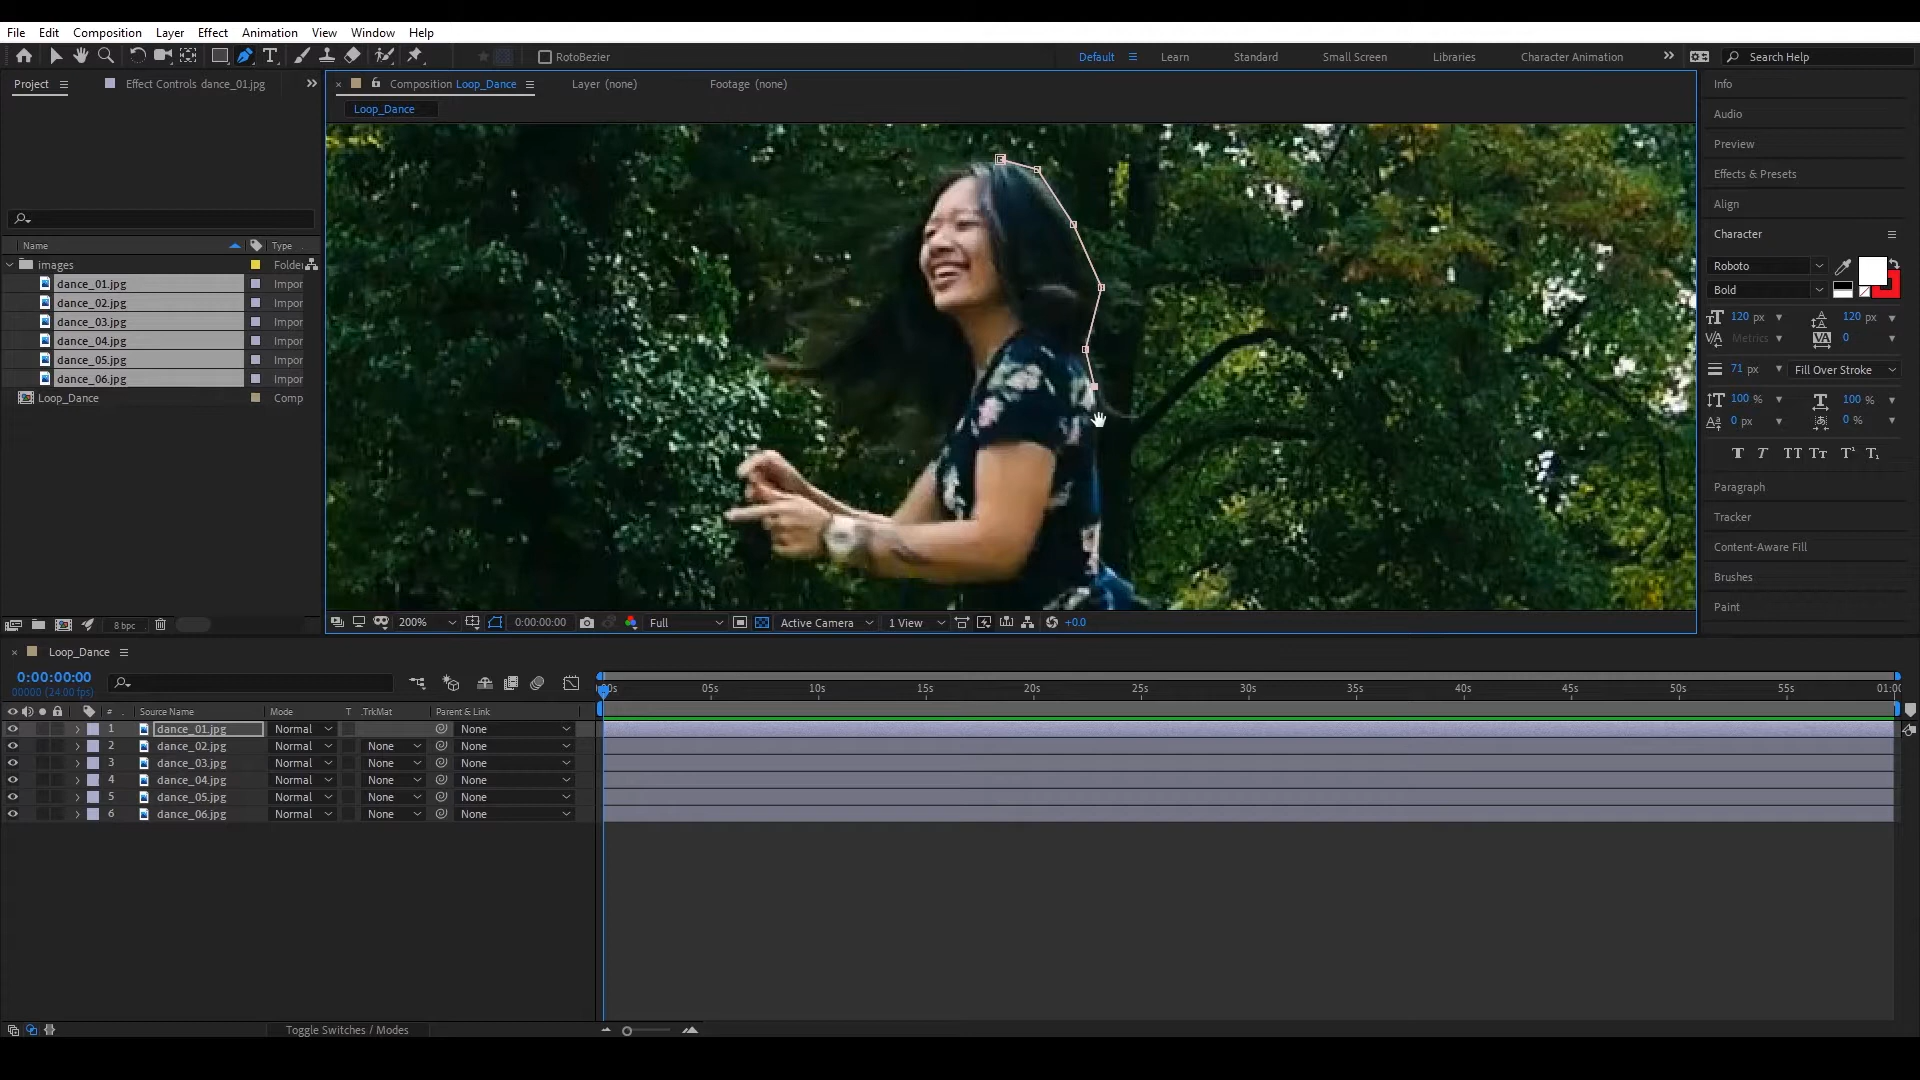 File Edit Composition Layer Effect Animation View Window Help
RotoBezier Default Learn Standard Small Screen Libraries Character Animation Search Help
Project Effect Controls dance_01.jpg
Composition Loop_Dance Layer (none) Footage (none)
Loop_Dance
Name Type
images Folder
dance_01.jpg Impor
dance_02.jpg Impor
dance_03.jpg Impor
dance_04.jpg Impor
dance_05.jpg Impor
dance_06.jpg Impor
Loop_Dance Comp
8 bpc
200% 0:00:00:00 Full Active Camera 1 View +0.0
Info
Audio
Preview
Effects & Presets
Align
Character
Roboto
Bold
120 px 120 px
Metrics 0
71 px Fill Over Stroke
100 % 100 %
0 px 0 %
T T TT Tt T¹ T₁
Paragraph
Tracker
Content-Aware Fill
Brushes
Paint
Loop_Dance
0:00:00:00
00000 (24.00 fps)
:00s 05s 10s 15s 20s 25s 30s 35s 40s 45s 50s 55s 01:00
# Source Name Mode T .TrkMat Parent & Link
1 dance_01.jpg Normal None
2 dance_02.jpg Normal None None
3 dance_03.jpg Normal None None
4 dance_04.jpg Normal None None
5 dance_05.jpg Normal None None
6 dance_06.jpg Normal None None
Toggle Switches / Modes